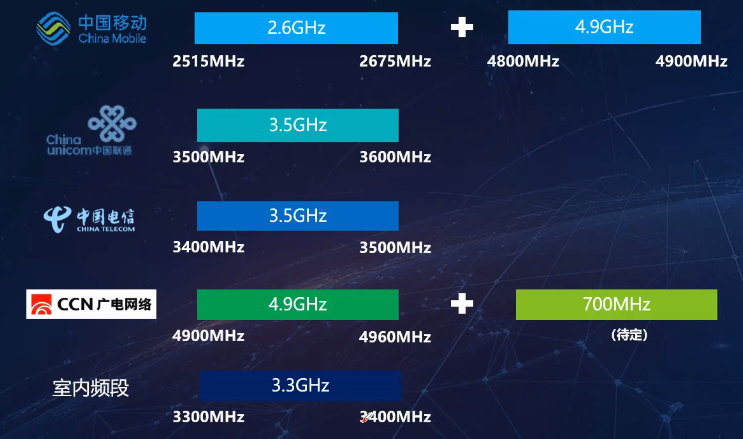 中国移动
China Mobile
2.6GHz
4.9GHz
2515MHz 2675MHz 4800MHz 4900MHz
China
unicom中国联通
3.5GHz
3500MHz 3600MHz
中国电信
CHINA TELECOM
3.5GHz
3400MHz 3500MHz
CCN 广电网络
4.9GHz
700MHz
4900MHz 4960MHz (待定)
室内频段
3.3GHz
3300MHz 3400MHz